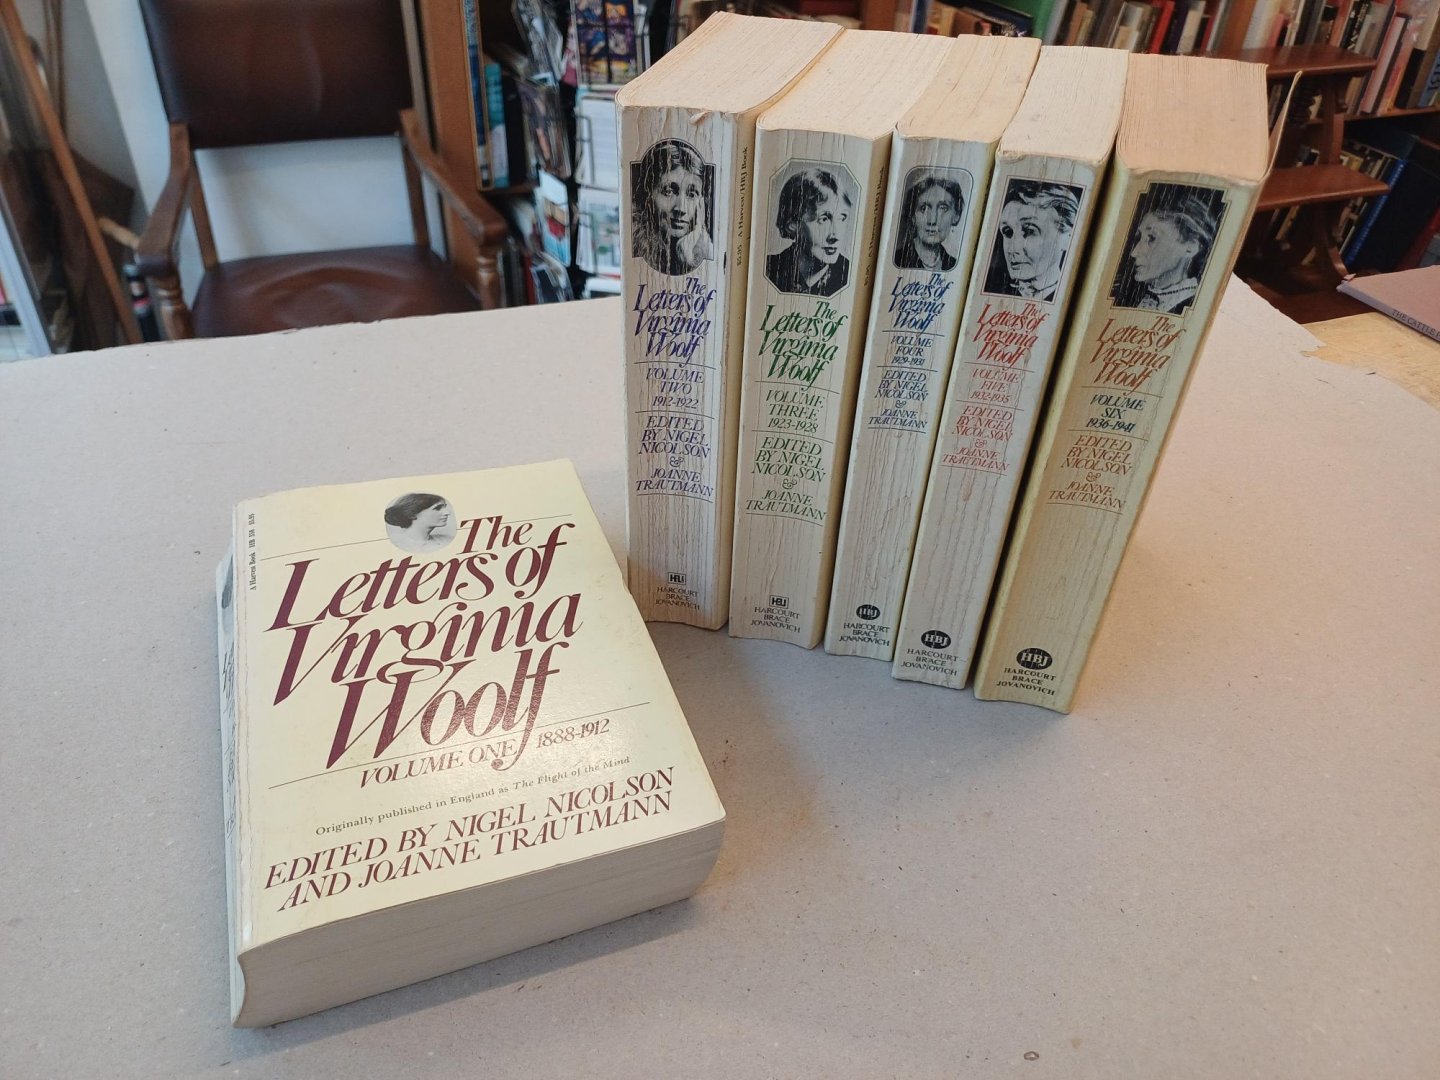 The
Letters of
Virginia
Woolf
VOLUME ONE 1888-1912
Originally published in England as The Flight of the Mind
EDITED BY NIGEL NICOLSON
AND JOANNE TRAUTMANN
A Harvest Book
The
Letters of
Virginia
Woolf
VOLUME
TWO
1912-1922
EDITED
BY NIGEL
NICOLSON
&
JOANNE
TRAUTMANN
HBJ
HARCOURT
BRACE
JOVANOVICH
A Harvest/HBJ Book
The
Letters of
Virginia
Woolf
VOLUME
THREE
1923-1928
EDITED
BY NIGEL
NICOLSON
&
JOANNE
TRAUTMANN
HBJ
HARCOURT
BRACE
JOVANOVICH
The
Letters of
Virginia
Woolf
VOLUME
FOUR
1929-1931
EDITED
BY NIGEL
NICOLSON
&
JOANNE
TRAUTMANN
HBJ
HARCOURT
BRACE
JOVANOVICH
The
Letters of
Virginia
Woolf
VOLUME
FIVE
1932-1935
EDITED
BY NIGEL
NICOLSON
&
JOANNE
TRAUTMANN
HBJ
HARCOURT
BRACE
JOVANOVICH
The
Letters of
Virginia
Woolf
VOLUME
SIX
1936-1941
EDITED
BY NIGEL
NICOLSON
&
JOANNE
TRAUTMANN
HBJ
HARCOURT
BRACE
JOVANOVICH
THE CATTLE